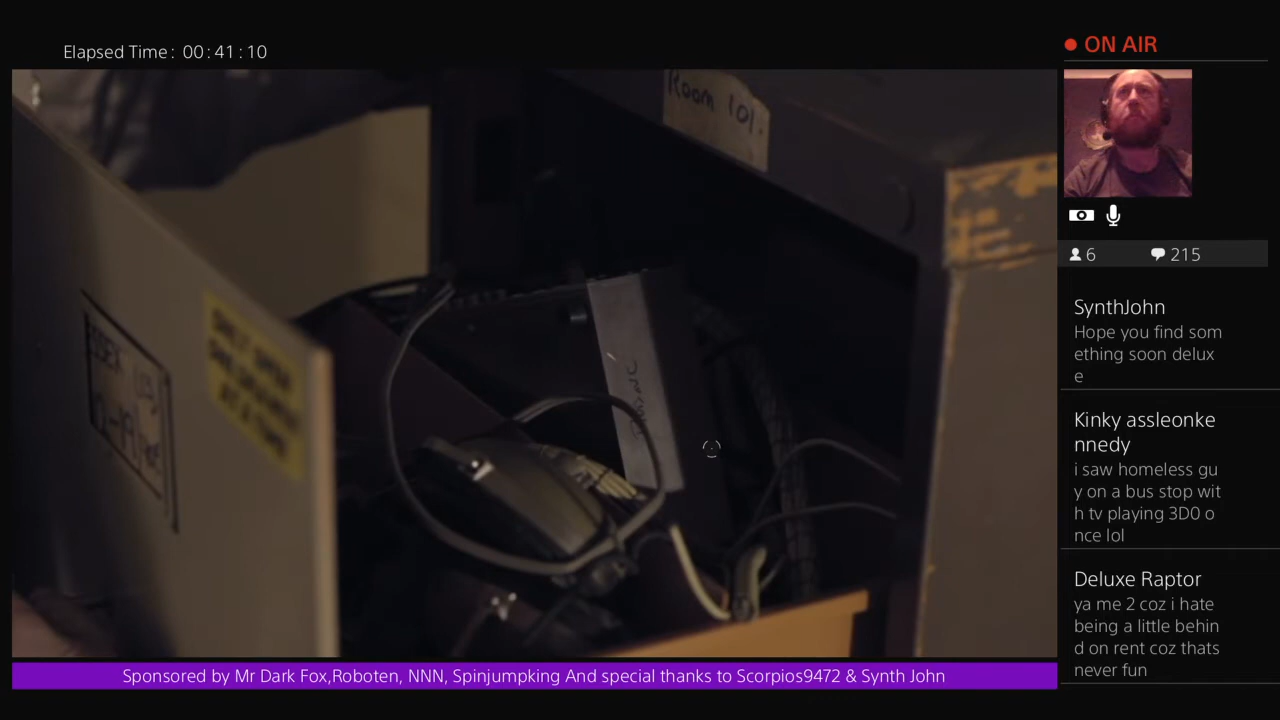 Elapsed Time: 00:41:10
ON AIR
Room 101.
6
215
SynthJohn
Hope you find som
ething soon delux
e
Kinky assleonke
nnedy
i saw homeless gu
y on a bus stop wit
h tv playing 3D0 o
nce lol
Deluxe Raptor
ya me 2 coz i hate
being a little behin
d on rent coz thats
never fun
Sponsored by Mr Dark Fox,Roboten, NNN, Spinjumpking And special thanks to Scorpios9472 & Synth John